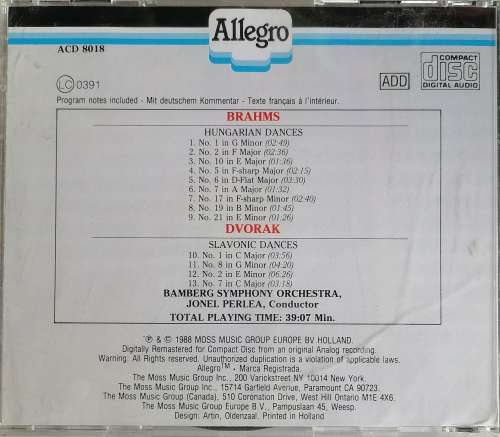 Allegro
ACD 8018
COMPACT
disc
DIGITAL AUDIO
LC 0391
ADD
Program notes included - Mit deutschem Kommentar - Texte français à l'intérieur.
BRAHMS
HUNGARIAN DANCES
1. No. 1 in G Minor (02:49)
2. No. 2 in F Major (02:36)
3. No. 10 in E Major (01:36)
4. No. 5 in F-sharp Major (02:15)
5. No. 6 in D-Flat Major (03:30)
6. No. 7 in A Major (01:32)
7. No. 17 in F-sharp Minor (02:40)
8. No. 19 in B Minor (01:45)
9. No. 21 in E Minor (01:26)
DVORAK
SLAVONIC DANCES
10. No. 1 in C Major (03:56)
11. No. 8 in G Minor (04:20)
12. No. 2 in E Minor (06:26)
13. No. 7 in C Minor (03:18)
BAMBERG SYMPHONY ORCHESTRA,
JONEL PERLEA, Conductor
TOTAL PLAYING TIME: 39:07 Min.
℗ & © 1988 MOSS MUSIC GROUP EUROPE BV HOLLAND.
Digitally Remastered for Compact Disc from an original Analog recording.
Warning: All Rights Reserved. Unauthorized duplication is a violation of applicable laws.
Allegro™ - Marca Registrada.
The Moss Music Group Inc., 200 Varickstreet NY 10014 New York.
The Moss Music Group Inc., 15714 Garfield Avenue, Paramount CA 90723.
The Moss Music Group (Canada), 510 Coronation Drive, West Hill Ontario M1E 4X6.
The Moss Music Group Europe B V., Pampuslaan 45, Weesp.
Design: Artin, Oldenzaal, Printed in Holland